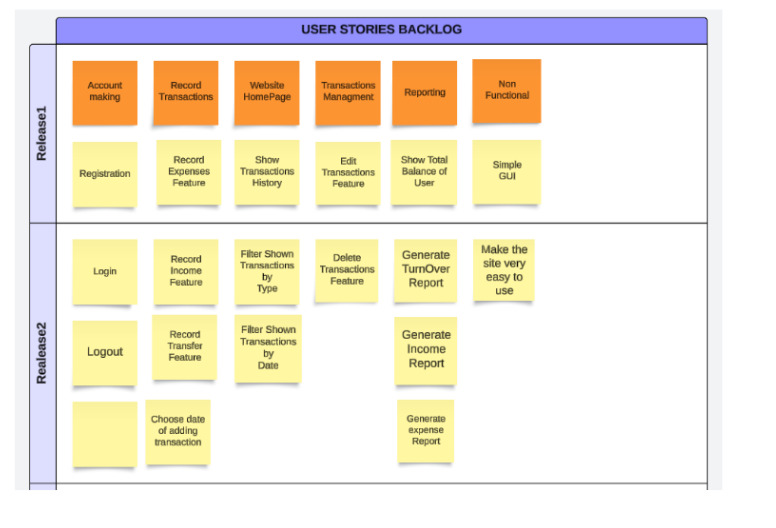 USER STORIES BACKLOG
Release1
Account
making
Record
Transactions
Website
HomePage
Transactions
Managment
Reporting
Non
Functional
Registration
Record
Expenses
Feature
Show
Transactions
History
Edit
Transactions
Feature
Show Total
Balance of
User
Simple
GUI
Realease2
Login
Record
Income
Feature
Filter Shown
Transactions
by
Type
Delete
Transactions
Feature
Generate
TurnOver
Report
Make the
site very
easy to
use
Logout
Record
Transfer
Feature
Filter Shown
Transactions
by
Date
Generate
Income
Report
Choose date
of adding
transaction
Generate
expense
Report